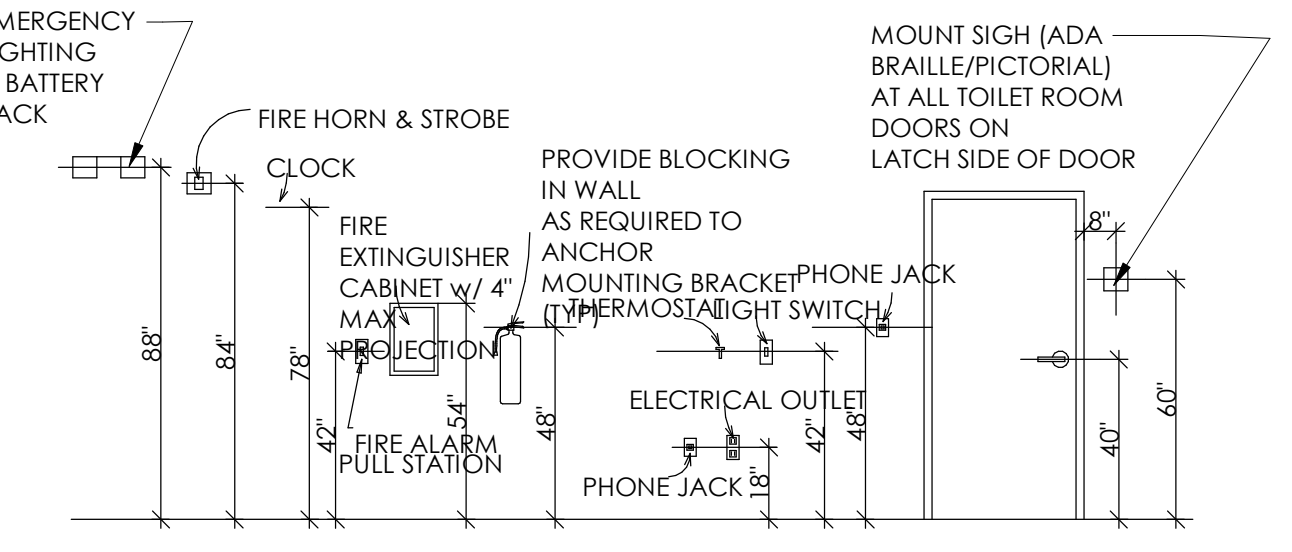 MERGENCY
IGHTING
BATTERY
ACK
FIRE HORN & STROBE
CLOCK
FIRE
EXTINGUISHER
CABINET w/ 4"
MAX
PROJECTION
PROVIDE BLOCKING
IN WALL
AS REQUIRED TO
ANCHOR
MOUNTING BRACKET
(TYP)
THERMOSTAT
LIGHT SWITCH
PHONE JACK
MOUNT SIGH (ADA
BRAILLE/PICTORIAL)
AT ALL TOILET ROOM
DOORS ON
LATCH SIDE OF DOOR
8"
88"
84"
78"
42"
FIRE ALARM
PULL STATION
54"
48"
ELECTRICAL OUTLET
PHONE JACK
18"
42"
48"
40"
60"